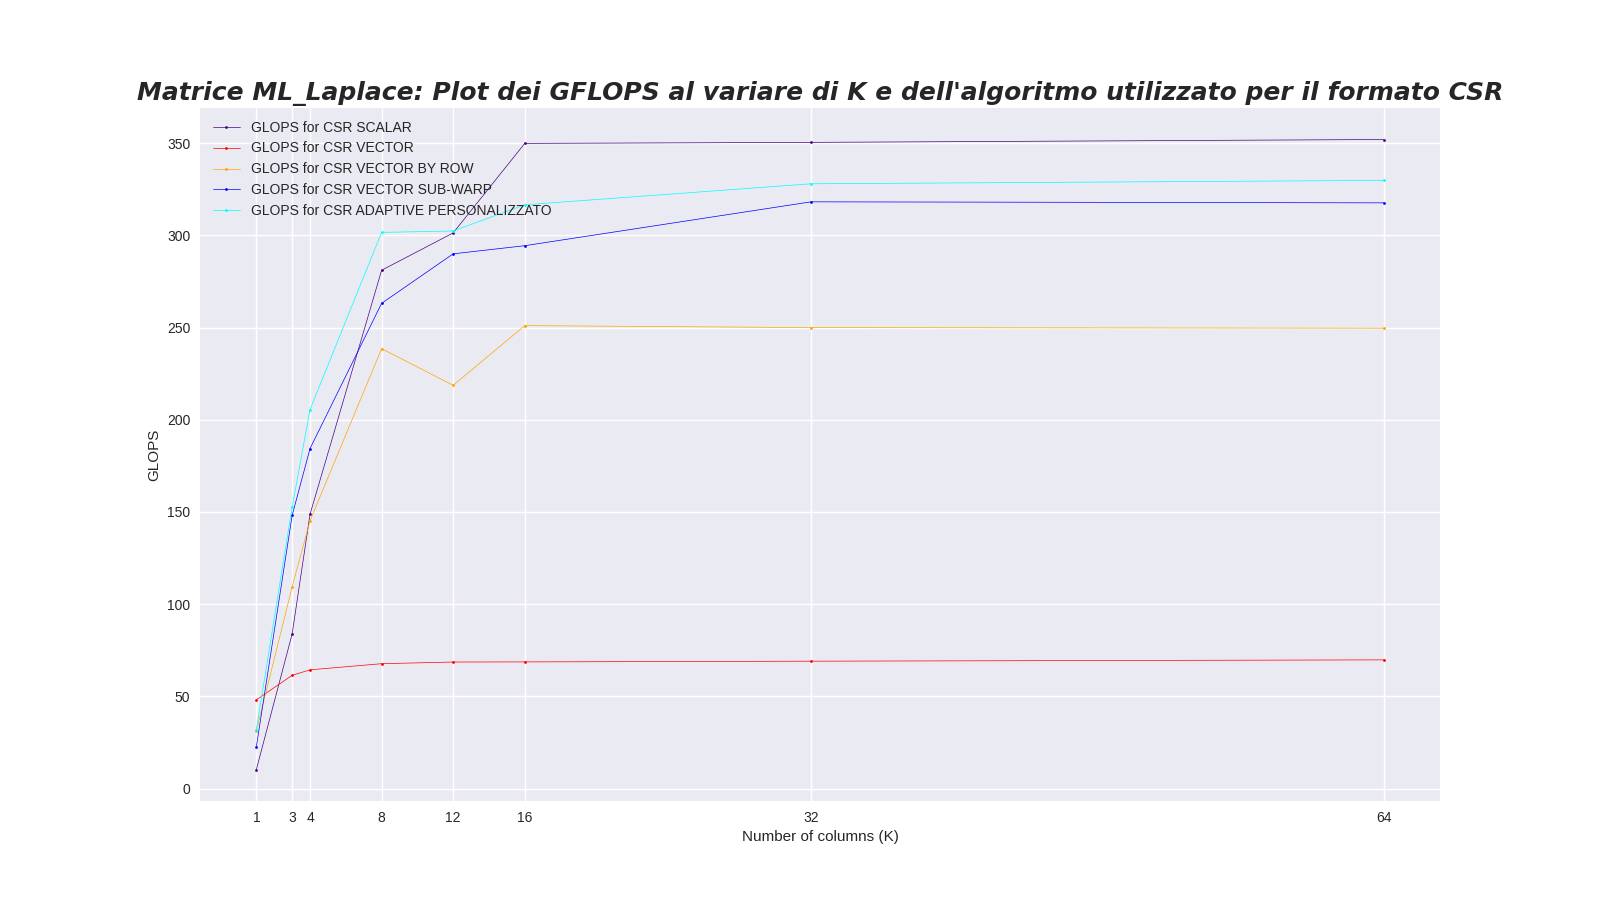 Matrice ML_Laplace: Plot dei GFLOPS al variare di K e dell'algoritmo utilizzato per il formato CSR
GLOPS for CSR SCALAR
GLOPS for CSR VECTOR
GLOPS for CSR VECTOR BY ROW
GLOPS for CSR VECTOR SUB-WARP
GLOPS for CSR ADAPTIVE PERSONALIZZATO
350
300
250
200
150
100
50
0
GLOPS
1 3 4 8 12 16 32 64
Number of columns (K)